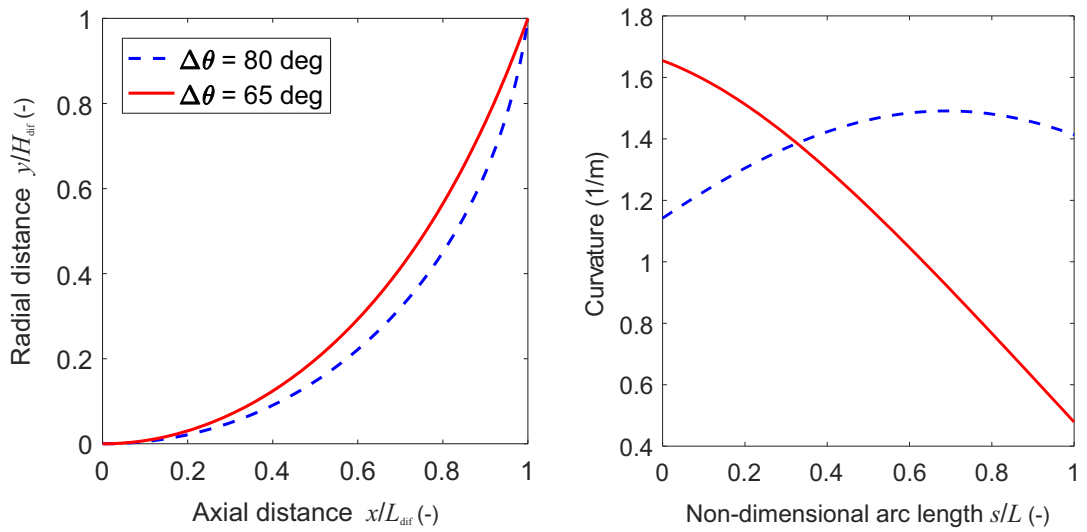 1
0.8
0.6
0.4
0.2
0
0 0.2 0.4 0.6 0.8 1
Radial distance y/H_dif (-)
Axial distance x/L_dif (-)
Δθ = 80 deg
Δθ = 65 deg
1.8
1.6
1.4
1.2
1
0.8
0.6
0.4
0 0.2 0.4 0.6 0.8 1
Curvature (1/m)
Non-dimensional arc length s/L (-)